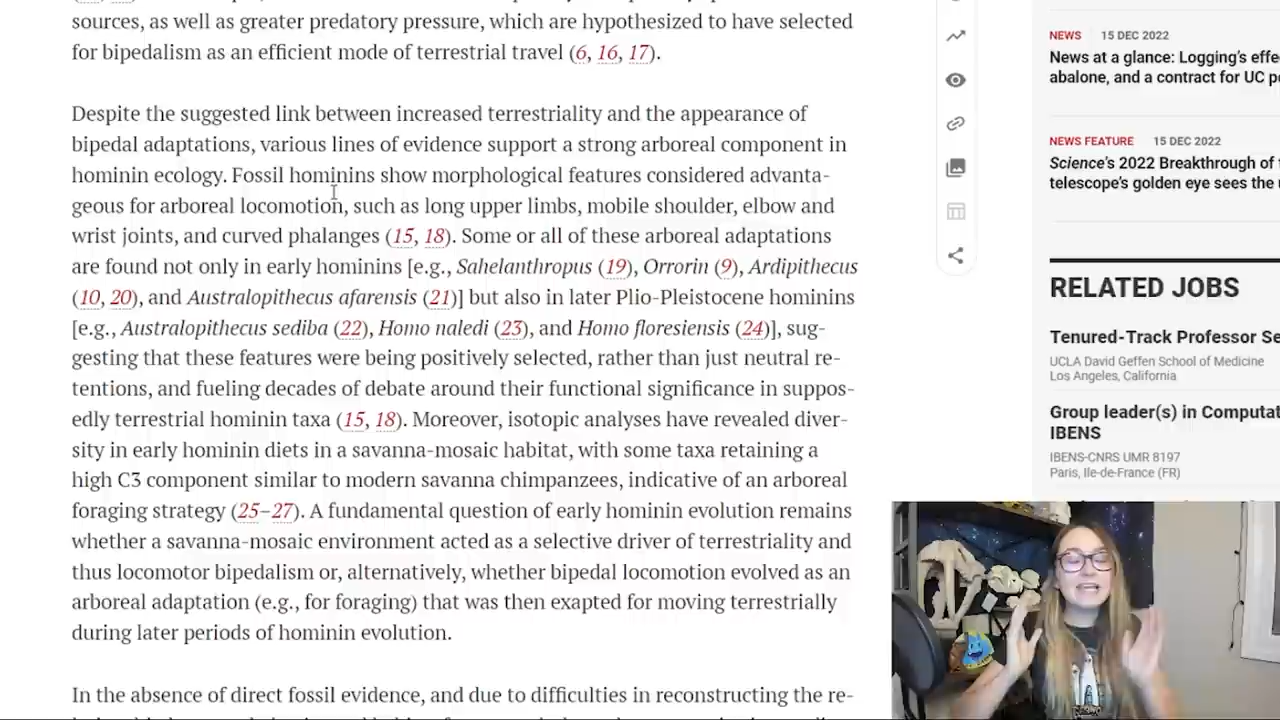 sources, as well as greater predatory pressure, which are hypothesized to have selected
for bipedalism as an efficient mode of terrestrial travel (6, 16, 17).
Despite the suggested link between increased terrestriality and the appearance of
bipedal adaptations, various lines of evidence support a strong arboreal component in
hominin ecology. Fossil hominins show morphological features considered advanta-
geous for arboreal locomotion, such as long upper limbs, mobile shoulder, elbow and
wrist joints, and curved phalanges (15, 18). Some or all of these arboreal adaptations
are found not only in early hominins [e.g., Sahelanthropus (19), Orrorin (9), Ardipithecus
(10, 20), and Australopithecus afarensis (21)] but also in later Plio-Pleistocene hominins
[e.g., Australopithecus sediba (22), Homo naledi (23), and Homo floresiensis (24)], sug-
gesting that these features were being positively selected, rather than just neutral re-
tentions, and fueling decades of debate around their functional significance in suppos-
edly terrestrial hominin taxa (15, 18). Moreover, isotopic analyses have revealed diver-
sity in early hominin diets in a savanna-mosaic habitat, with some taxa retaining a
high C3 component similar to modern savanna chimpanzees, indicative of an arboreal
foraging strategy (25–27). A fundamental question of early hominin evolution remains
whether a savanna-mosaic environment acted as a selective driver of terrestriality and
thus locomotor bipedalism or, alternatively, whether bipedal locomotion evolved as an
arboreal adaptation (e.g., for foraging) that was then exapted for moving terrestrially
during later periods of hominin evolution.
In the absence of direct fossil evidence, and due to difficulties in reconstructing the re-
NEWS 15 DEC 2022
News at a glance: Logging's effe
abalone, and a contract for UC p
NEWS FEATURE 15 DEC 2022
Science's 2022 Breakthrough of
telescope's golden eye sees the
RELATED JOBS
Tenured-Track Professor Se
UCLA David Geffen School of Medicine
Los Angeles, California
Group leader(s) in Computat
IBENS
IBENS-CNRS UMR 8197
Paris, Ile-de-France (FR)